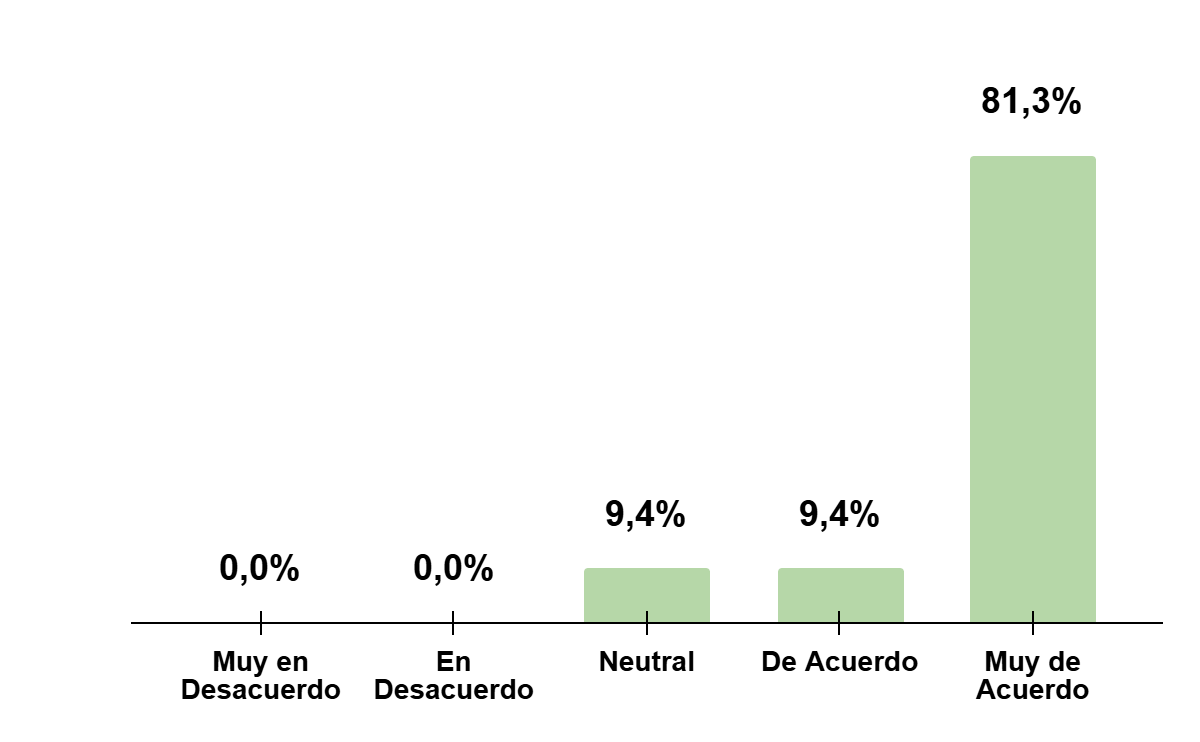 81,3%
9,4%
9,4%
0,0%
0,0%
Muy en
Desacuerdo
En
Desacuerdo
Neutral
De Acuerdo
Muy de
Acuerdo